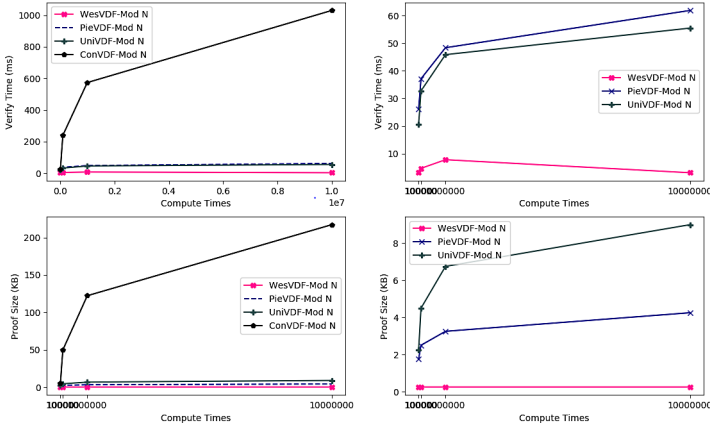 1000
800
600
400
200
0
Verify Time (ms)
WesVDF-Mod N
PieVDF-Mod N
UniVDF-Mod N
ConVDF-Mod N
0.0 0.2 0.4 0.6 0.8 1.0
1e7
Compute Times
60
50
40
30
20
10
Verify Time (ms)
WesVDF-Mod N
PieVDF-Mod N
UniVDF-Mod N
10000000
Compute Times
200
150
100
50
0
Proof Size (KB)
WesVDF-Mod N
PieVDF-Mod N
UniVDF-Mod N
ConVDF-Mod N
10000000
Compute Times
8
6
4
2
0
Proof Size (KB)
WesVDF-Mod N
PieVDF-Mod N
UniVDF-Mod N
10000000
Compute Times